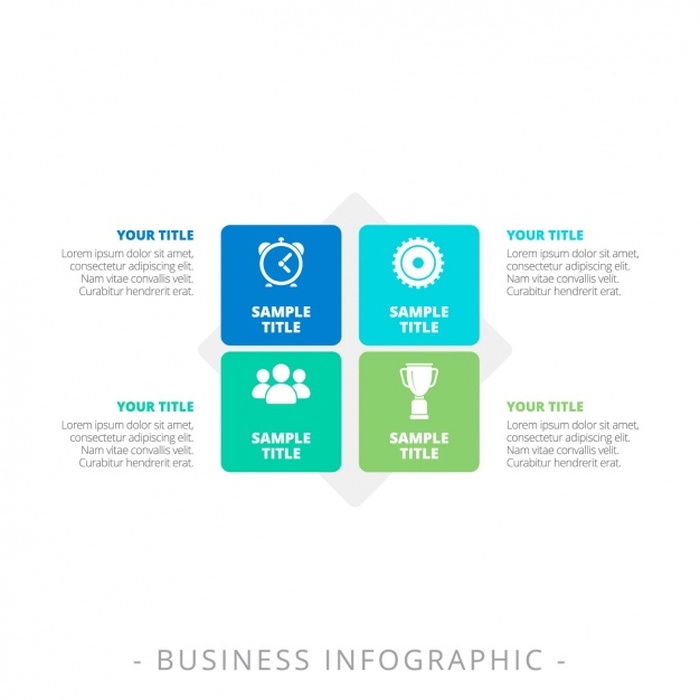 YOUR TITLE
Lorem ipsum dolor sit amet,
consectetur adipiscing elit.
Nam vitae convallis velit.
Curabitur hendrerit erat.
SAMPLE
TITLE
SAMPLE
TITLE
YOUR TITLE
Lorem ipsum dolor sit amet,
consectetur adipiscing elit.
Nam vitae convallis velit.
Curabitur hendrerit erat.
YOUR TITLE
Lorem ipsum dolor sit amet,
consectetur adipiscing elit.
Nam vitae convallis velit.
Curabitur hendrerit erat.
SAMPLE
TITLE
SAMPLE
TITLE
YOUR TITLE
Lorem ipsum dolor sit amet,
consectetur adipiscing elit.
Nam vitae convallis velit.
Curabitur hendrerit erat.
- BUSINESS INFOGRAPHIC -